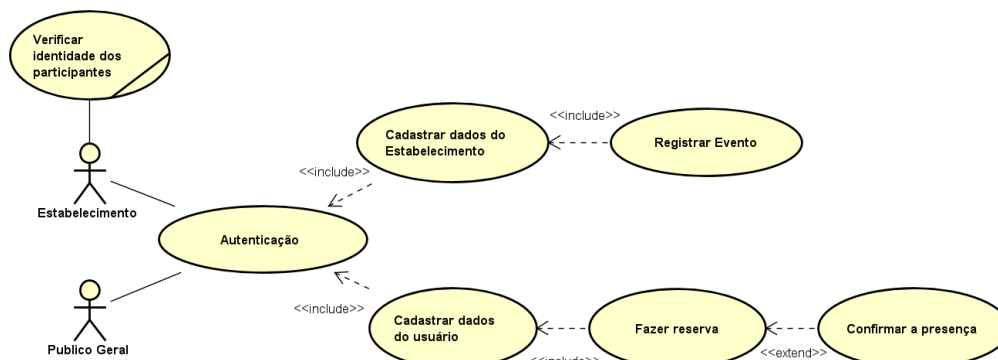 Verificar
identidade dos
participantes
Estabelecimento
Cadastrar dados do
Estabelecimento
<<include>>
Registrar Evento
<<include>>
Autenticação
Publico Geral
<<include>>
Cadastrar dados
do usuário
<<include>>
Fazer reserva
<<extend>>
Confirmar a presença